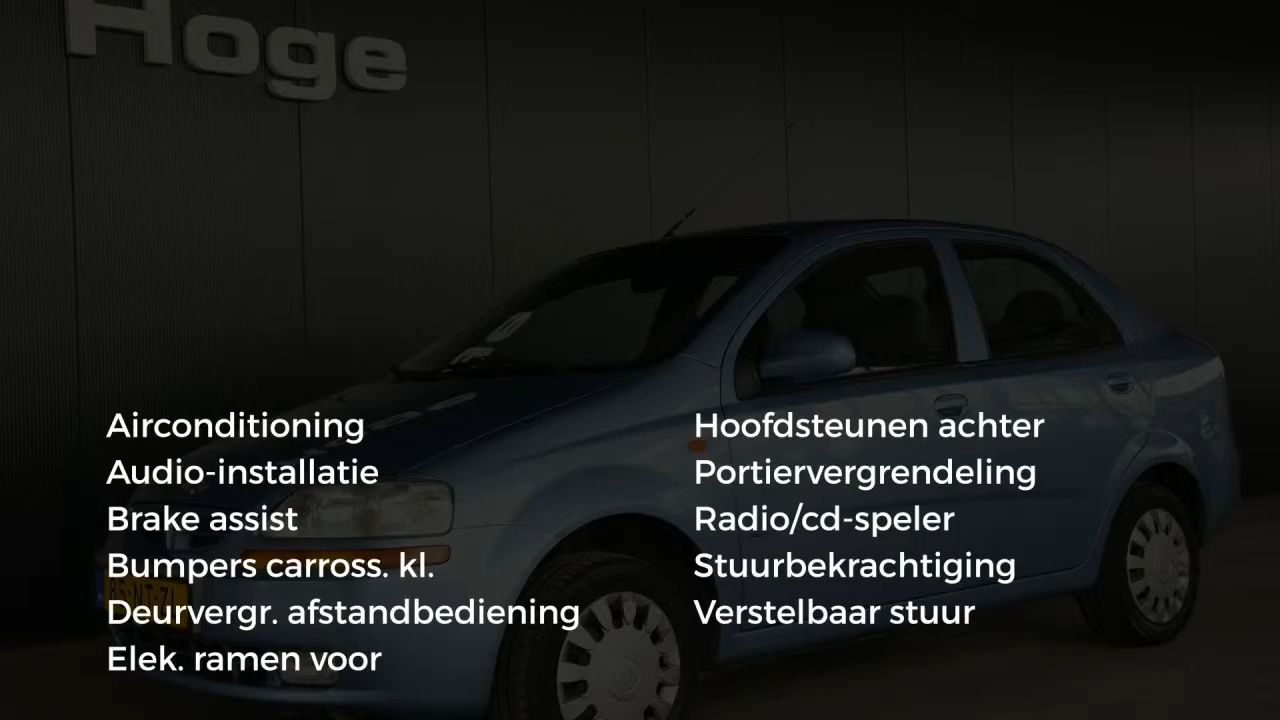 Hoge
Airconditioning
Audio-installatie
Brake assist
Bumpers carross. kl.
Deurvergr. afstandbediening
Elek. ramen voor
Hoofdsteunen achter
Portiervergrendeling
Radio/cd-speler
Stuurbekrachtiging
Verstelbaar stuur